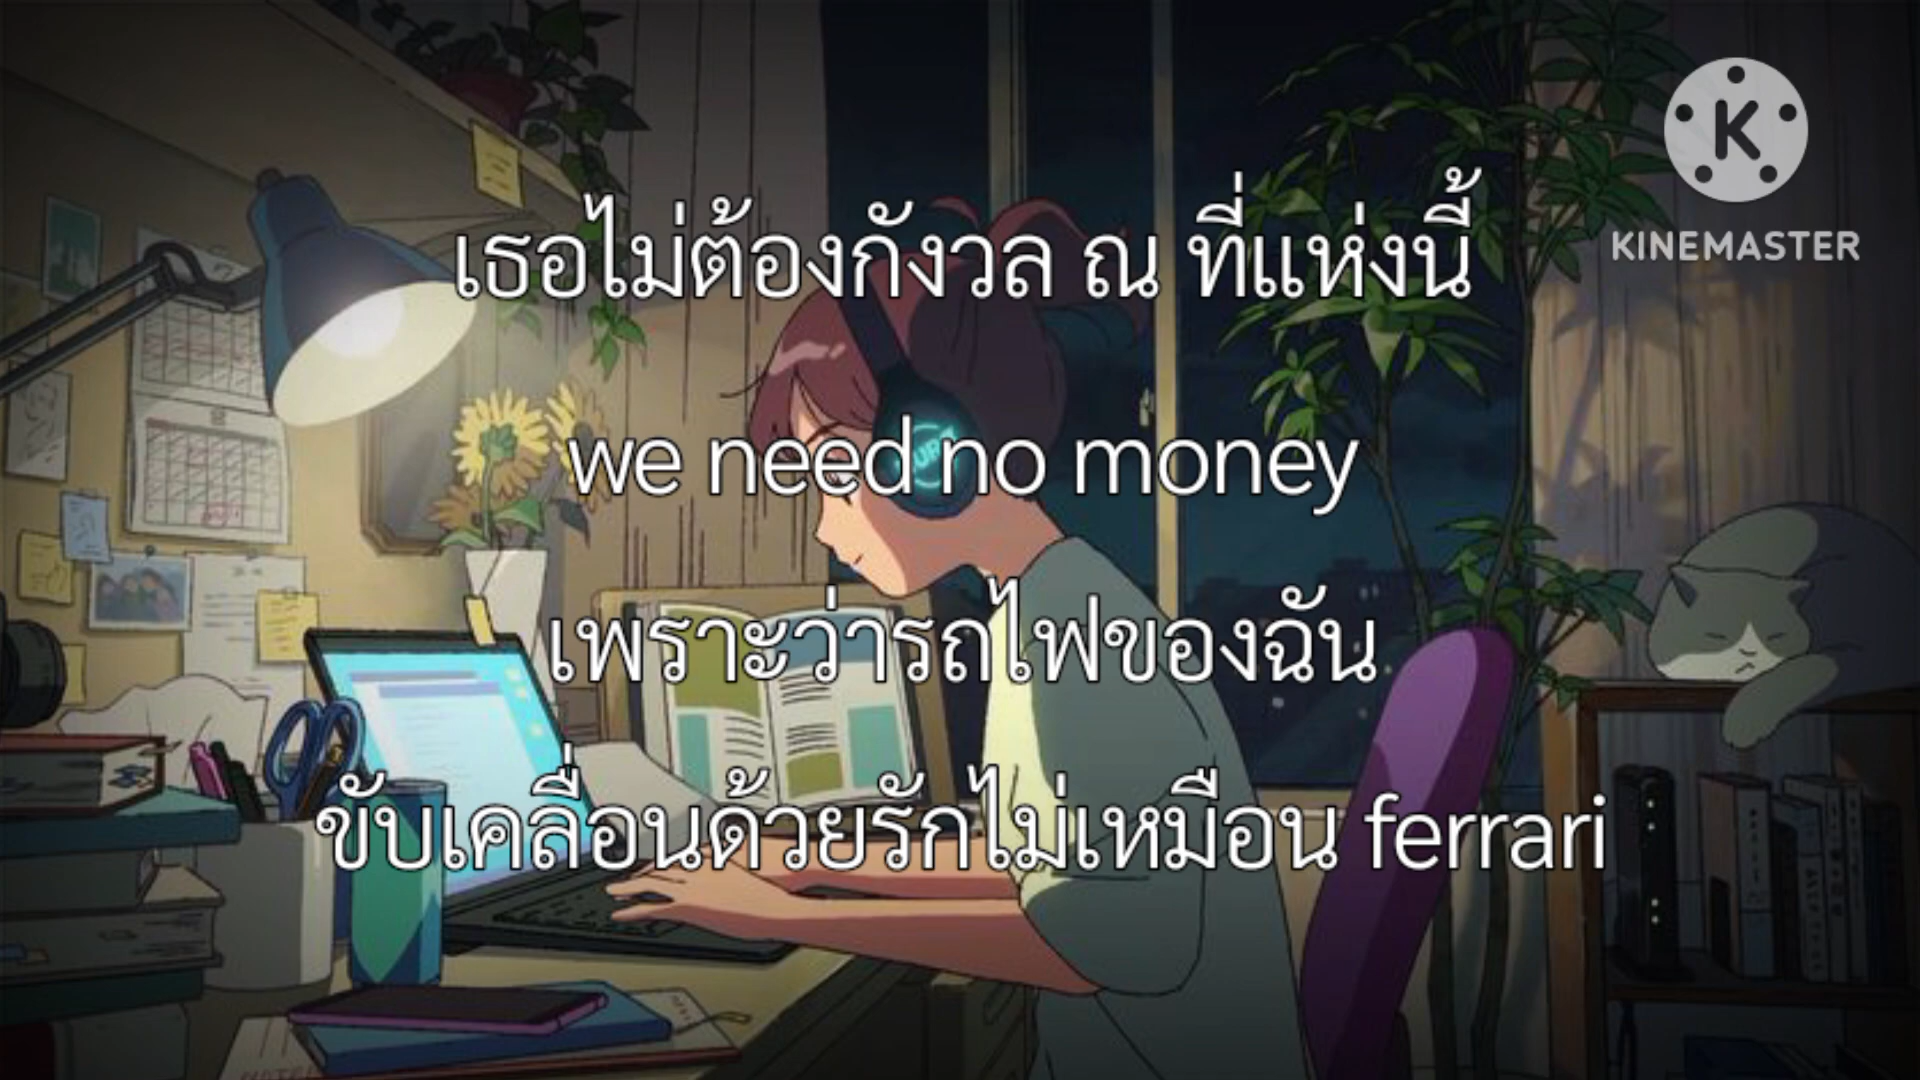 KINEMASTER
เธอไม่ต้องกังวล ณ ที่แห่งนี้
we need no money
เพราะว่ารถไฟของฉัน
ขับเคลื่อนด้วยรักไม่เหมือน ferrari